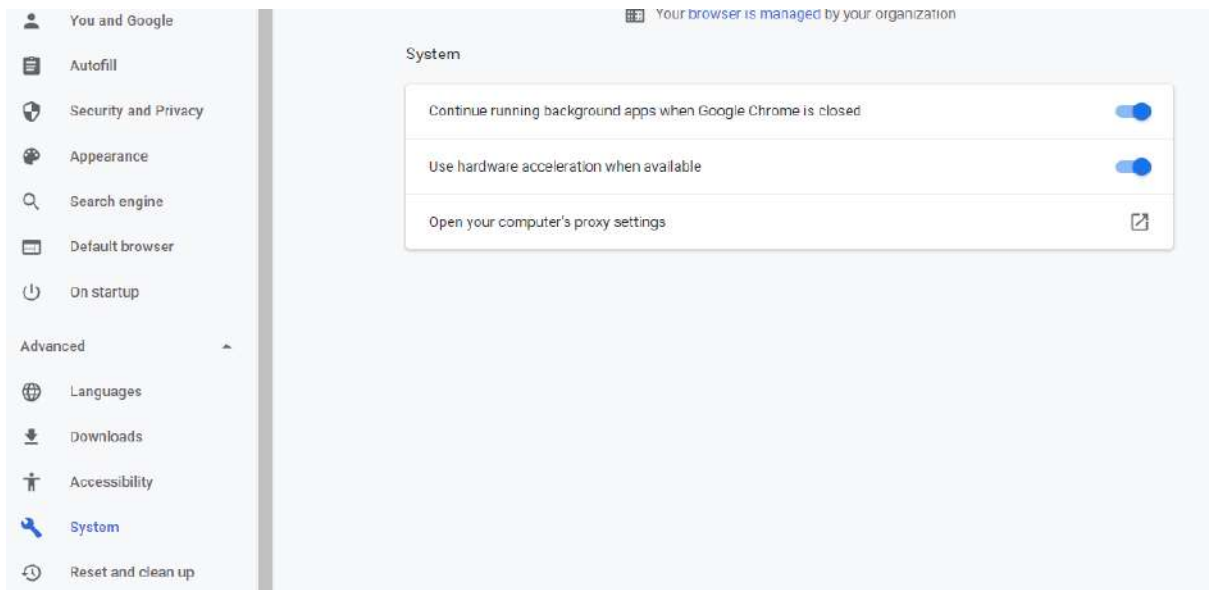 You and Google
Autofill
Security and Privacy
Appearance
Search engine
Default browser
On startup
Advanced
Languages
Downloads
Accessibility
System
Reset and clean up
Your browser is managed by your organization
System
Continue running background apps when Google Chrome is closed
Use hardware acceleration when available
Open your computer's proxy settings